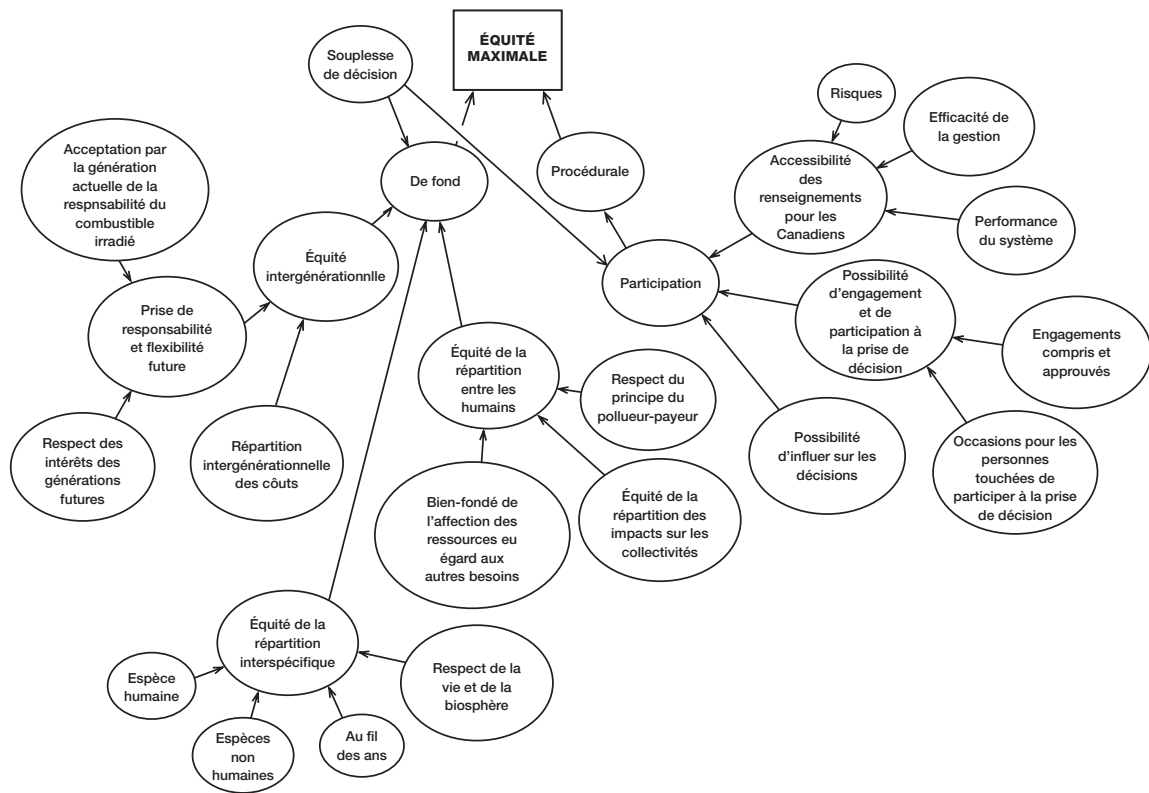 ÉQUITÉ
MAXIMALE
Souplesse
de décision
Risques
Efficacité de
la gestion
Acceptation par
la génération
actuelle de la
respnsabilité du
combustible
irradié
De fond
Procédurale
Accessibilité
des
renseignements
pour les
Canadiens
Performance
du système
Équité
intergénérationnlle
Participation
Possibilité
d'engagement
et de
participation à
la prise de
décision
Prise de
responsabilité
et flexibilité
future
Engagements
compris et
approuvés
Équité de la
répartition
entre les
humains
Respect du
principe du
pollueur-payeur
Respect des
intérêts des
générations
futures
Répartition
intergénérationnelle
des côuts
Possibilité
d'influer sur les
décisions
Occasions pour les
personnes
touchées de
participer à la prise
de décision
Bien-fondé de
l'affection des
ressources eu
égard aux
autres besoins
Équité de la
répartition des
impacts sur les
collectivités
Équité de la
répartition
interspécifique
Respect de la
vie et de la
biosphère
Espèce
humaine
Espèces
non
humaines
Au fil
des ans